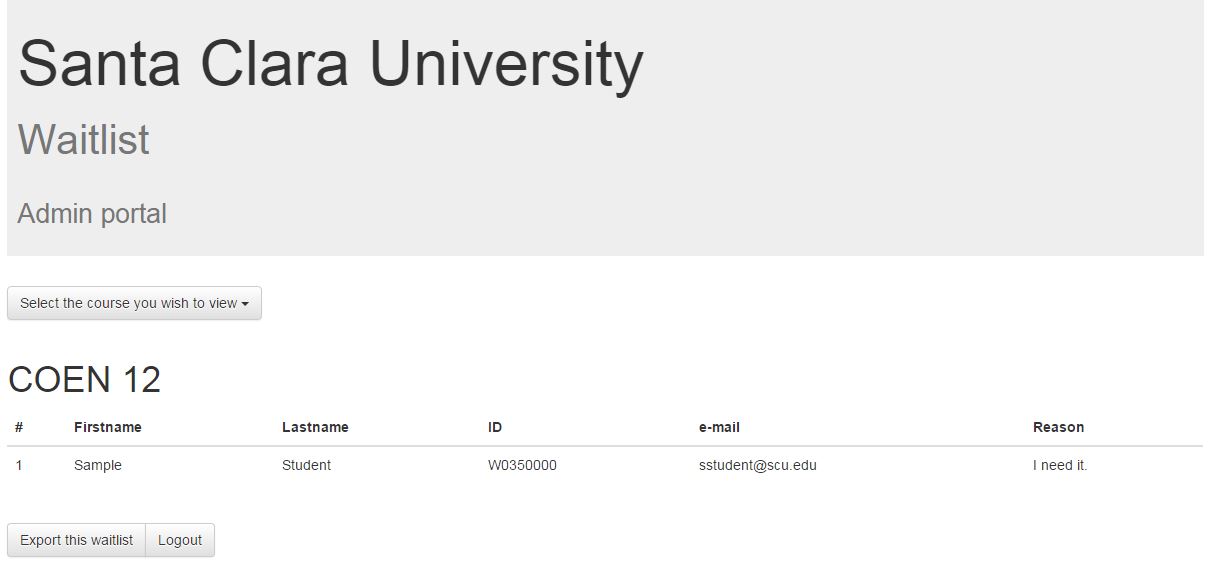 Santa Clara University
Waitlist
Admin portal
Select the course you wish to view
COEN 12
# Firstname Lastname ID e-mail Reason
1 Sample Student W0350000 sstudent@scu.edu I need it.
Export this waitlist Logout